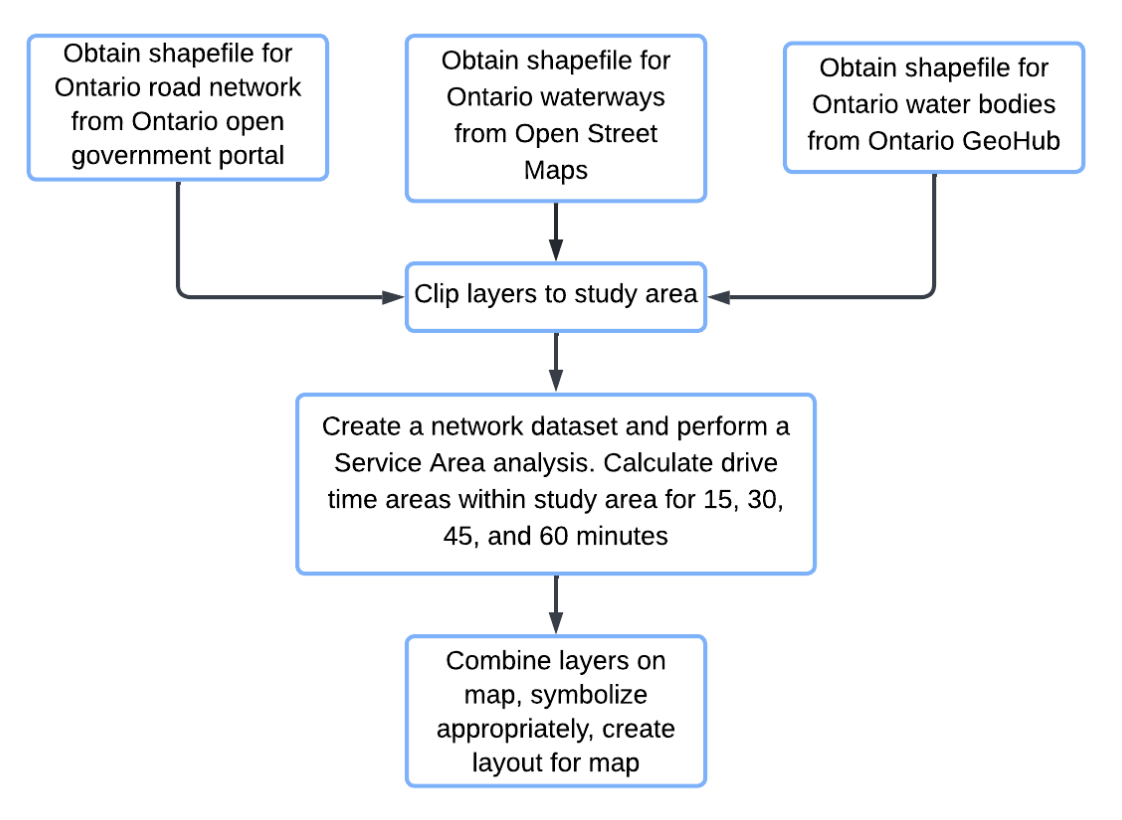 Obtain shapefile for
Ontario road network
from Ontario open
government portal
Obtain shapefile for
Ontario waterways
from Open Street
Maps
Obtain shapefile for
Ontario water bodies
from Ontario GeoHub
Clip layers to study area
Create a network dataset and perform a
Service Area analysis. Calculate drive
time areas within study area for 15, 30,
45, and 60 minutes
Combine layers on
map, symbolize
appropriately, create
layout for map